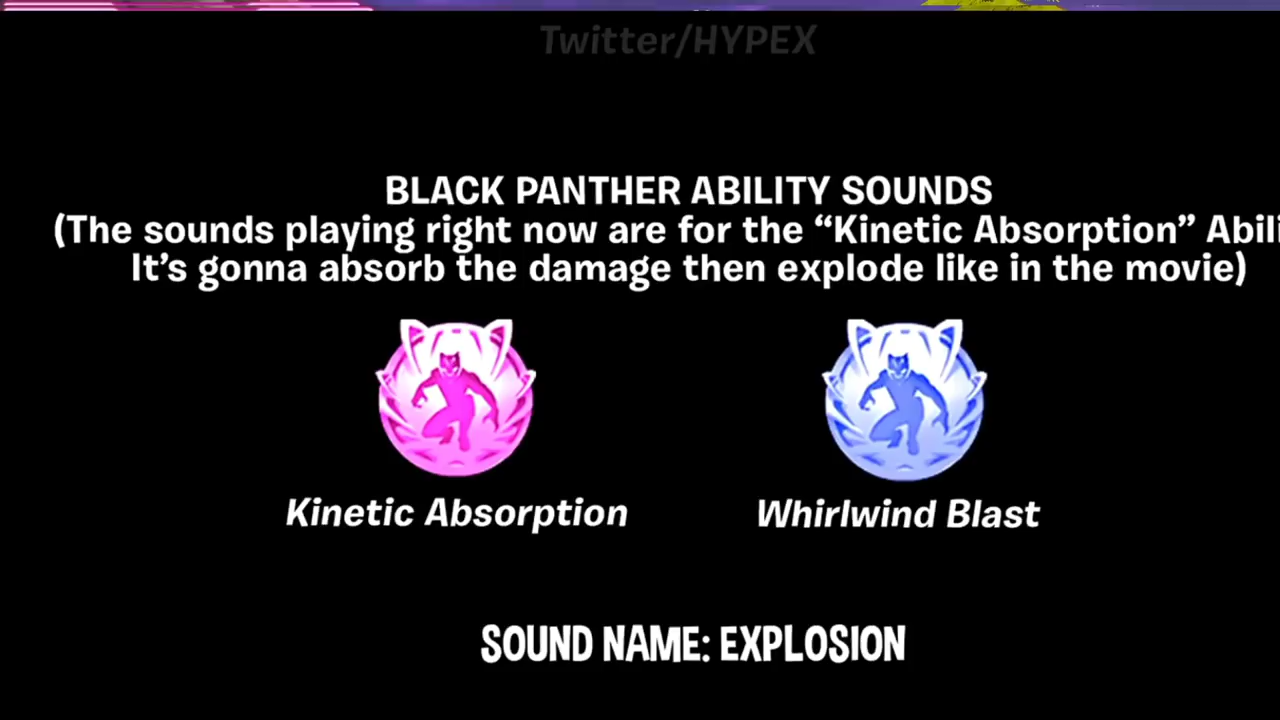 Twitter/HYPEX
BLACK PANTHER ABILITY SOUNDS
(The sounds playing right now are for the “Kinetic Absorption” Abili
It’s gonna absorb the damage then explode like in the movie)
Kinetic Absorption
Whirlwind Blast
SOUND NAME: EXPLOSION